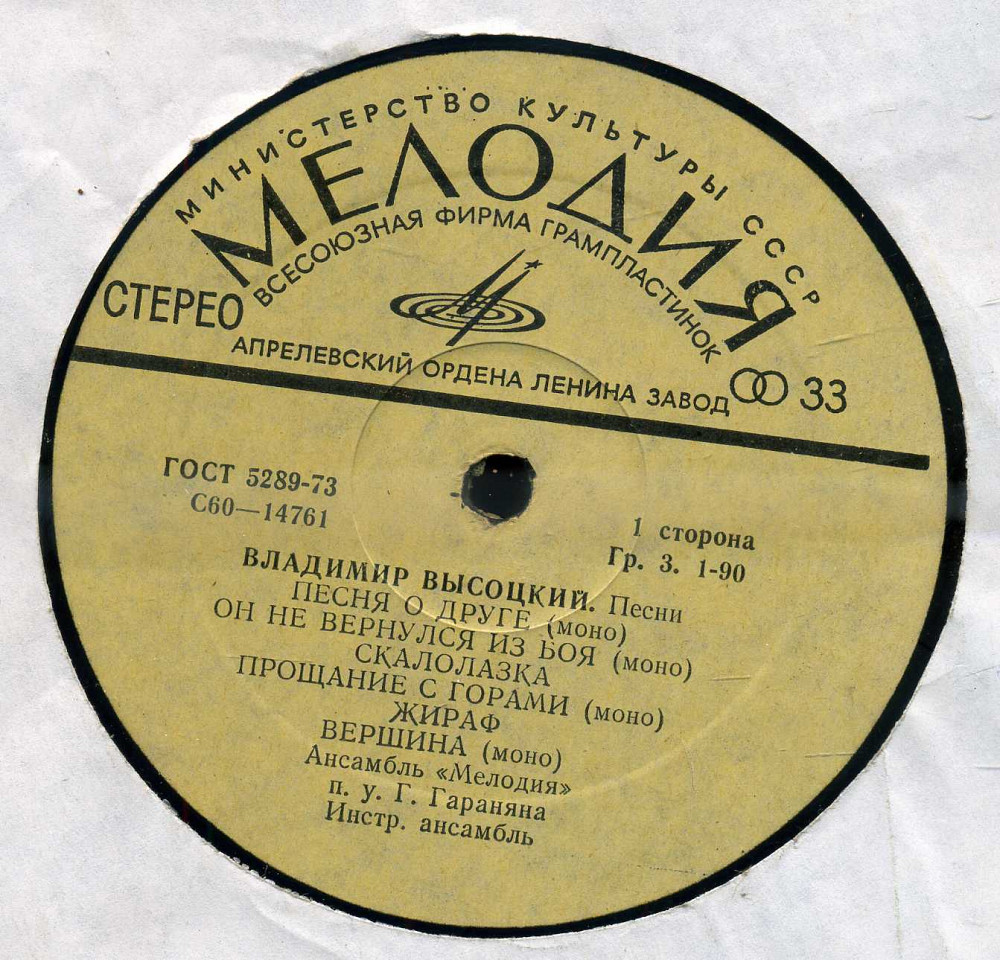 МИНИСТЕРСТВО КУЛЬТУРЫ СССР
МЕЛОДИЯ
ВСЕСОЮЗНАЯ ФИРМА ГРАМПЛАСТИНОК
СТЕРЕО
АПРЕЛЕВСКИЙ ОРДЕНА ЛЕНИНА ЗАВОД
33
ГОСТ 5289-73
С60—14761
1 сторона
Гр. 3. 1-90
ВЛАДИМИР ВЫСОЦКИЙ. Песни
ПЕСНЯ О ДРУГЕ (моно)
ОН НЕ ВЕРНУЛСЯ ИЗ БОЯ (моно)
СКАЛОЛАЗКА
ПРОЩАНИЕ С ГОРАМИ (моно)
ЖИРАФ
ВЕРШИНА (моно)
Ансамбль «Мелодия»
п. у. Г. Гараняна
Инстр. ансамбль